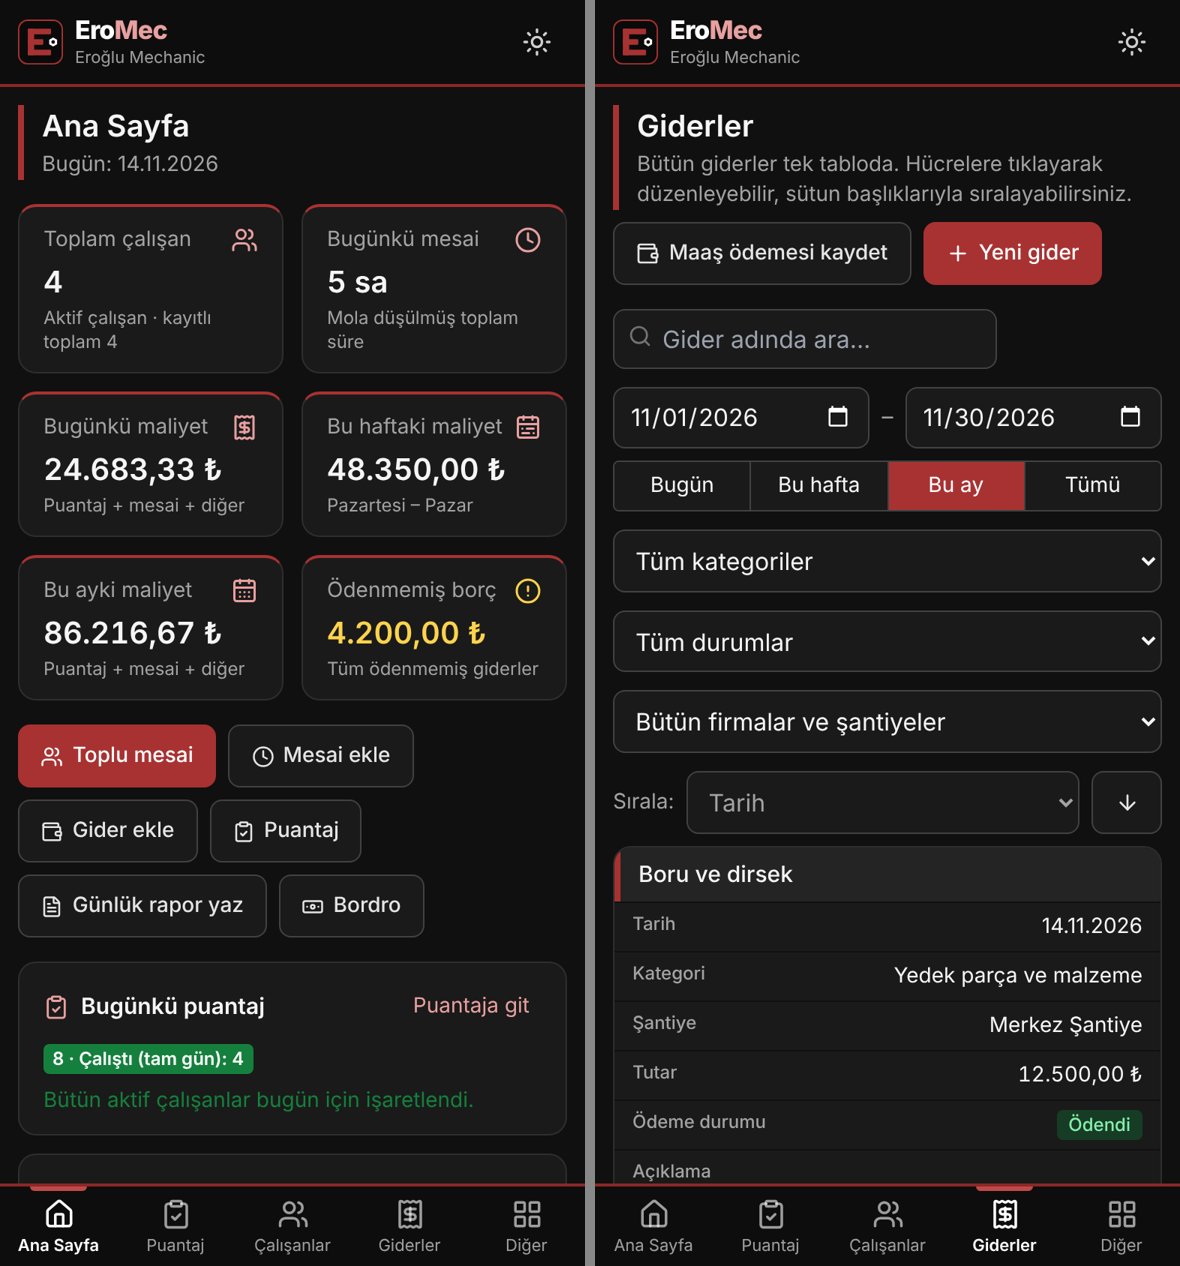 EroMec
Eroğlu Mechanic
Ana Sayfa
Bugün: 14.11.2026
Toplam çalışan
4
Aktif çalışan · kayıtlı
toplam 4
Bugünkü mesai
5 sa
Mola düşülmüş toplam
süre
Bugünkü maliyet
24.683,33 ₺
Puantaj + mesai + diğer
Bu haftaki maliyet
48.350,00 ₺
Pazartesi – Pazar
Bu ayki maliyet
86.216,67 ₺
Puantaj + mesai + diğer
Ödenmemiş borç
4.200,00 ₺
Tüm ödenmemiş giderler
Toplu mesai
Mesai ekle
Gider ekle
Puantaj
Günlük rapor yaz
Bordro
Bugünkü puantaj
Puantaja git
8 · Çalıştı (tam gün): 4
Bütün aktif çalışanlar bugün için işaretlendi.
Ana Sayfa
Puantaj
Çalışanlar
Giderler
Diğer
EroMec
Eroğlu Mechanic
Giderler
Bütün giderler tek tabloda. Hücrelere tıklayarak
düzenleyebilir, sütun başlıklarıyla sıralayabilirsiniz.
Maaş ödemesi kaydet
+ Yeni gider
Gider adında ara...
11/01/2026 – 11/30/2026
Bugün
Bu hafta
Bu ay
Tümü
Tüm kategoriler
Tüm durumlar
Bütün firmalar ve şantiyeler
Sırala: Tarih
Boru ve dirsek
Tarih 14.11.2026
Kategori Yedek parça ve malzeme
Şantiye Merkez Şantiye
Tutar 12.500,00 ₺
Ödeme durumu Ödendi
Açıklama
Ana Sayfa
Puantaj
Çalışanlar
Giderler
Diğer